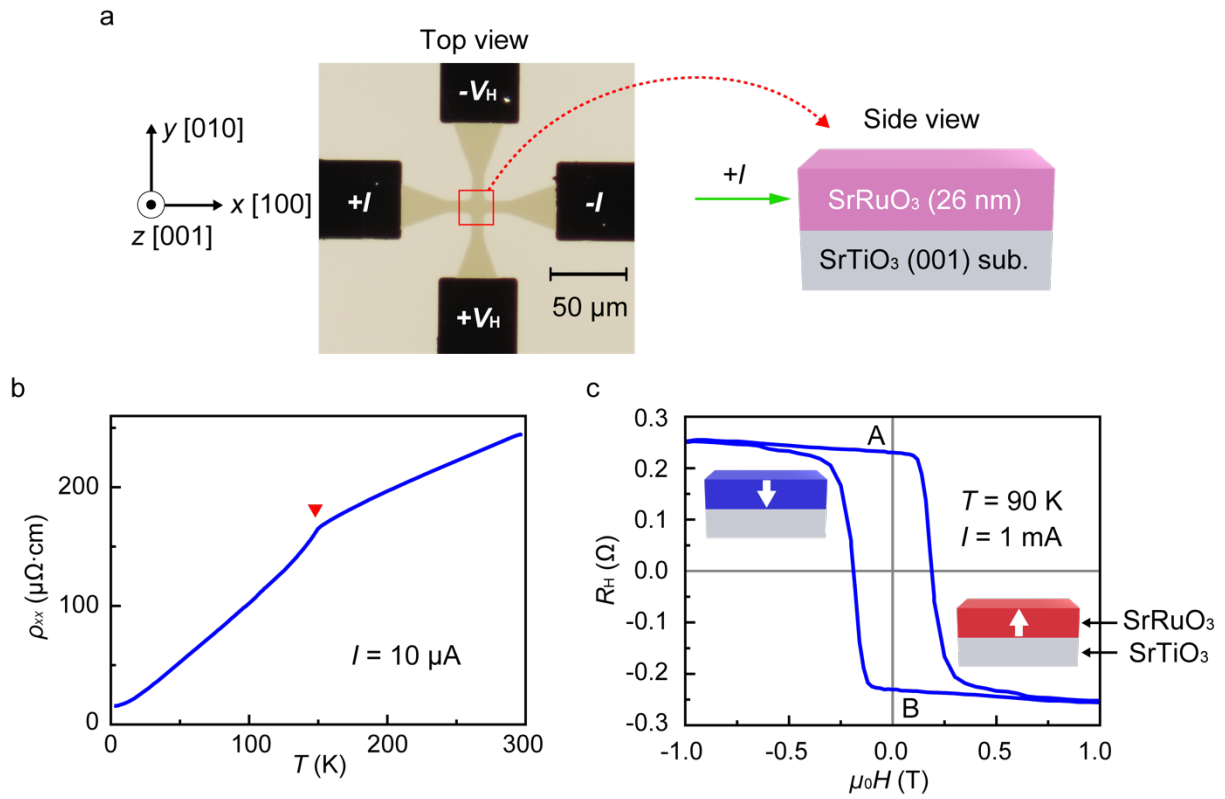 a
Top view
y [010]
x [100]
z [001]
-VH
+I
-I
+VH
50 μm
+I
Side view
SrRuO₃ (26 nm)
SrTiO₃ (001) sub.
b
ρxx (μΩ·cm)
200
100
0
0 100 200 300
T (K)
I = 10 μA
c
RH (Ω)
0.3
0.2
0.1
0.0
-0.1
-0.2
-0.3
A
B
T = 90 K
I = 1 mA
SrRuO₃
SrTiO₃
-1.0 -0.5 0.0 0.5 1.0
μ₀H (T)